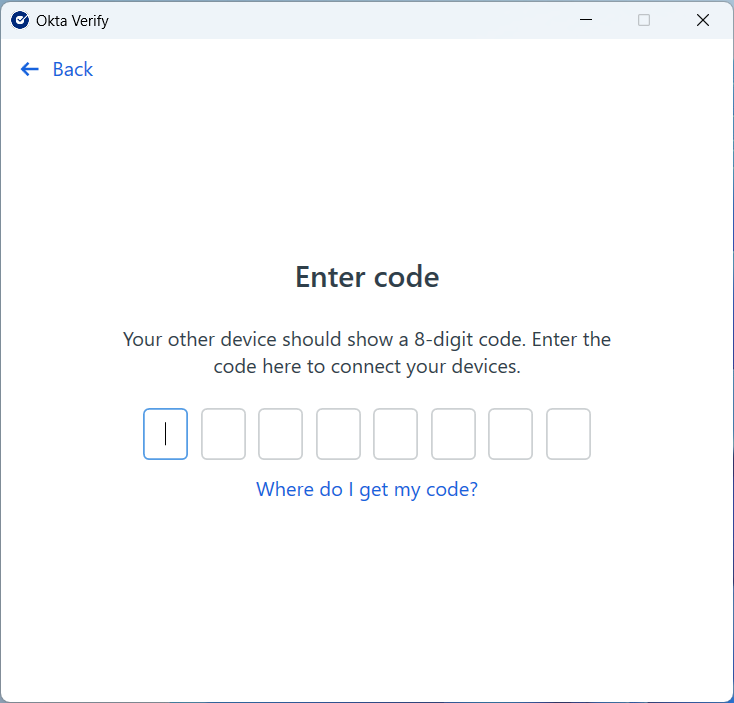 Okta Verify
Back
Enter code
Your other device should show a 8-digit code. Enter the
code here to connect your devices.
Where do I get my code?